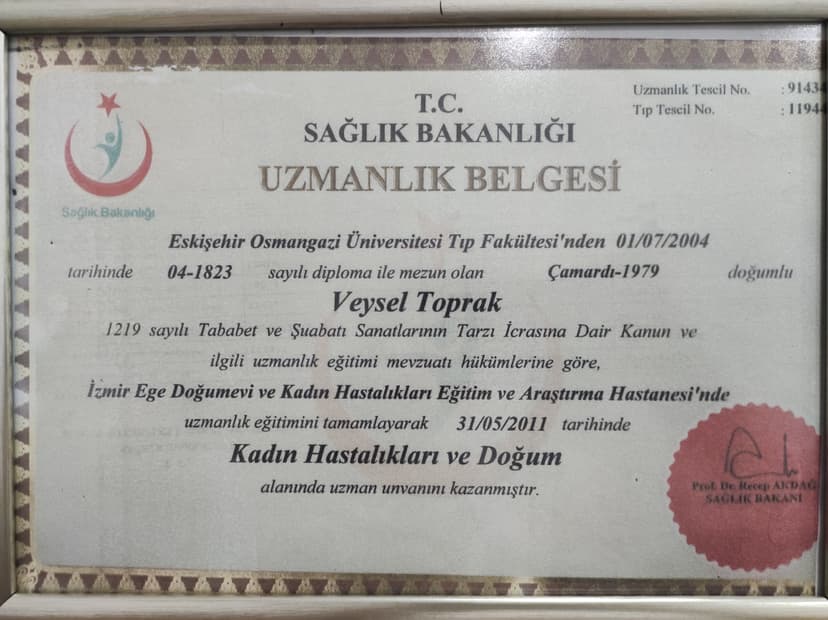 Uzmanlık Tescil No. : 91434
Tıp Tescil No. : 11944
T.C.
SAĞLIK BAKANLIĞI
UZMANLIK BELGESİ
Sağlık Bakanlığı
Eskişehir Osmangazi Üniversitesi Tıp Fakültesi'nden 01/07/2004
tarihinde 04-1823 sayılı diploma ile mezun olan Çamardı-1979 doğumlu
Veysel Toprak
1219 sayılı Tababet ve Şuabatı Sanatlarının Tarzı İcrasına Dair Kanun ve
ilgili uzmanlık eğitimi mevzuatı hükümlerine göre,
İzmir Ege Doğumevi ve Kadın Hastalıkları Eğitim ve Araştırma Hastanesi'nde
uzmanlık eğitimini tamamlayarak 31/05/2011 tarihinde
Kadın Hastalıkları ve Doğum
alanında uzman unvanını kazanmıştır.
Prof. Dr. Recep AKDAĞ
SAĞLIK BAKANI